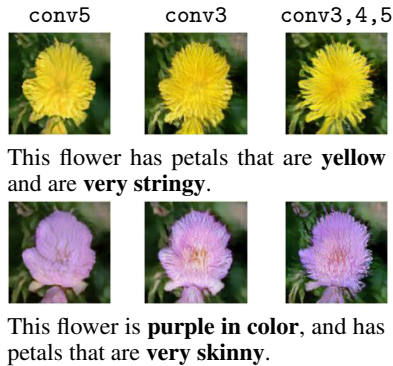 conv5 conv3 conv3,4,5
This flower has petals that are yellow
and are very stringy.
This flower is purple in color, and has
petals that are very skinny.